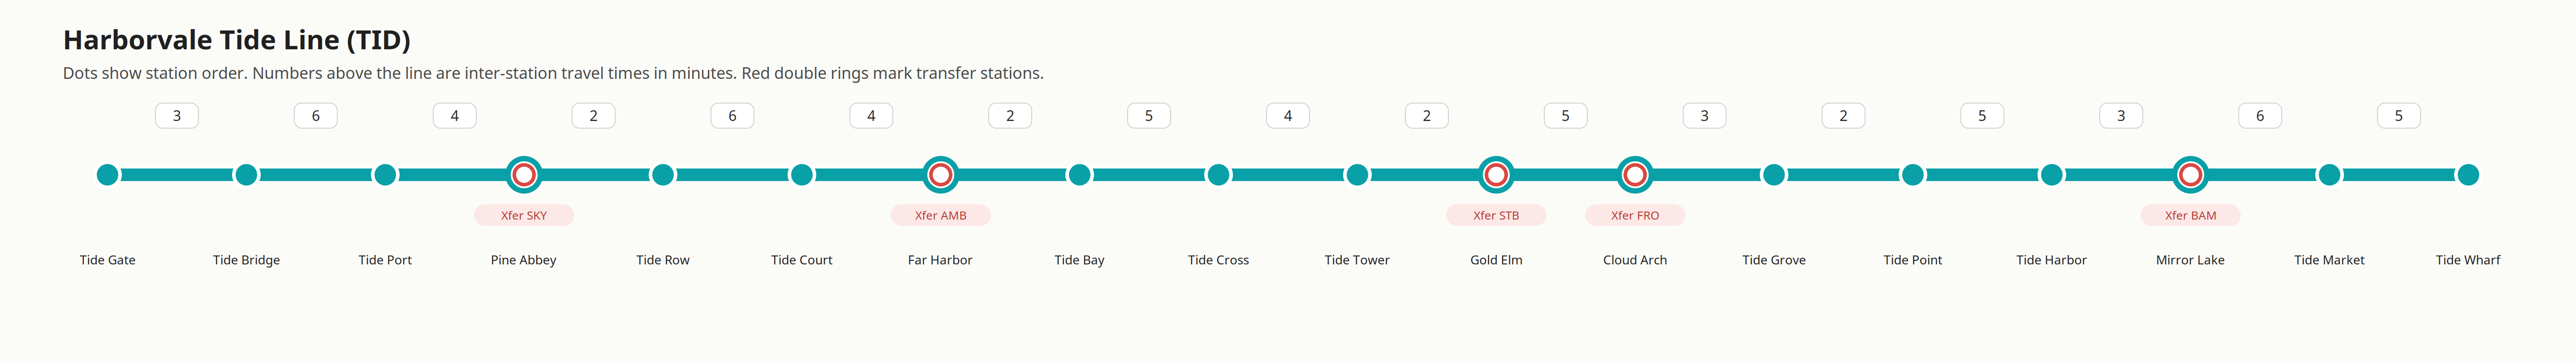 Harborvale Tide Line (TID)
Dots show station order. Numbers above the line are inter-station travel times in minutes. Red double rings mark transfer stations.
3 6 4 2 6 4 2 5 4 2 5 3 2 5 3 6 5
Xfer SKY Xfer AMB Xfer STB Xfer FRO Xfer BAM
Tide Gate Tide Bridge Tide Port Pine Abbey Tide Row Tide Court Far Harbor Tide Bay Tide Cross Tide Tower Gold Elm Cloud Arch Tide Grove Tide Point Tide Harbor Mirror Lake Tide Market Tide Wharf